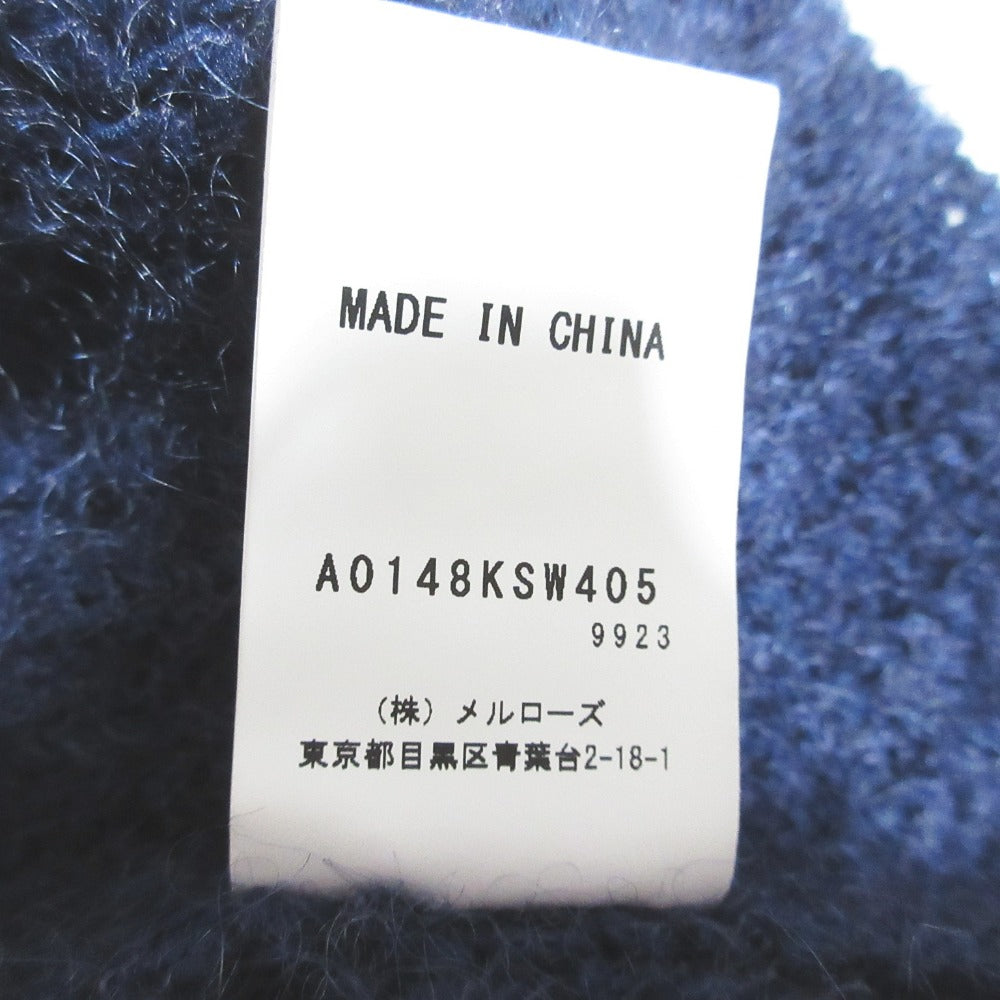 MADE IN CHINA
A0148KSW405
9923
(株)メルローズ
東京都目黒区青葉台2-18-1